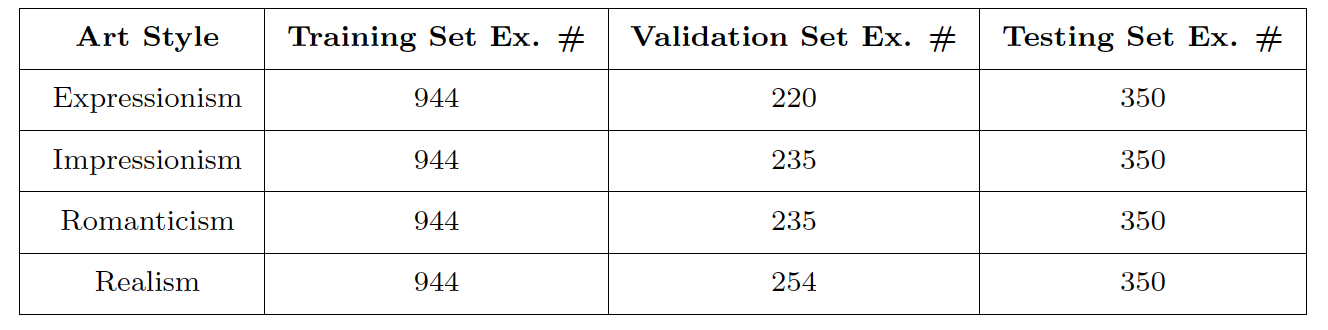 Art Style Training Set Ex. # Validation Set Ex. # Testing Set Ex. #
Expressionism 944 220 350
Impressionism 944 235 350
Romanticism 944 235 350
Realism 944 254 350